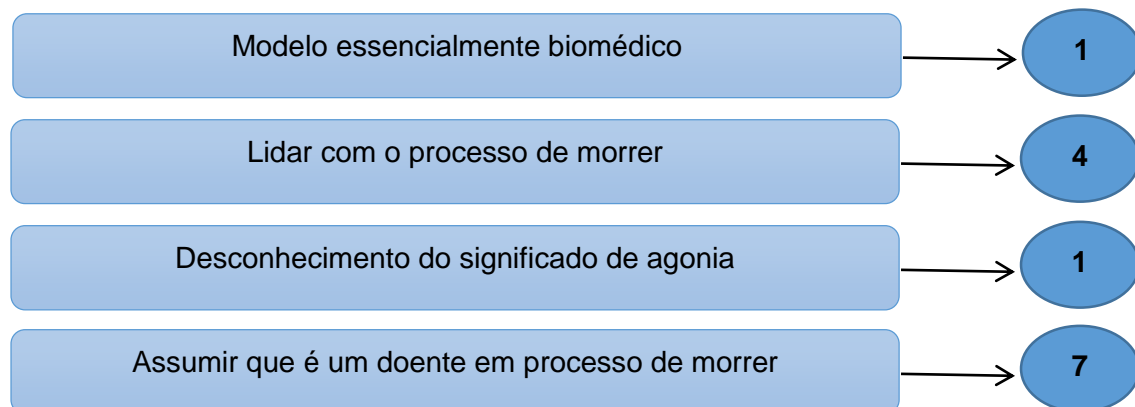 Modelo essencialmente biomédico 1
Lidar com o processo de morrer 4
Desconhecimento do significado de agonia 1
Assumir que é um doente em processo de morrer 7